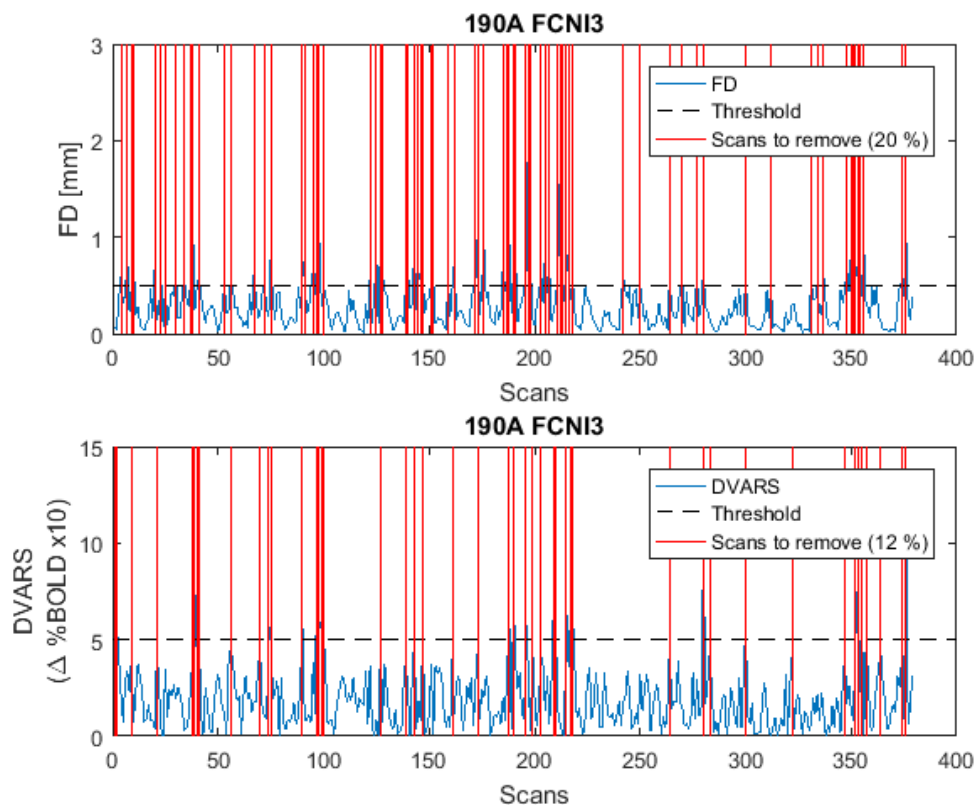 190A FCNI3
3
2
1
0
FD [mm]
FD
Threshold
Scans to remove (20 %)
0 50 100 150 200 250 300 350 400
Scans
190A FCNI3
15
10
5
0
DVARS
(Δ %BOLD x10)
DVARS
Threshold
Scans to remove (12 %)
0 50 100 150 200 250 300 350 400
Scans